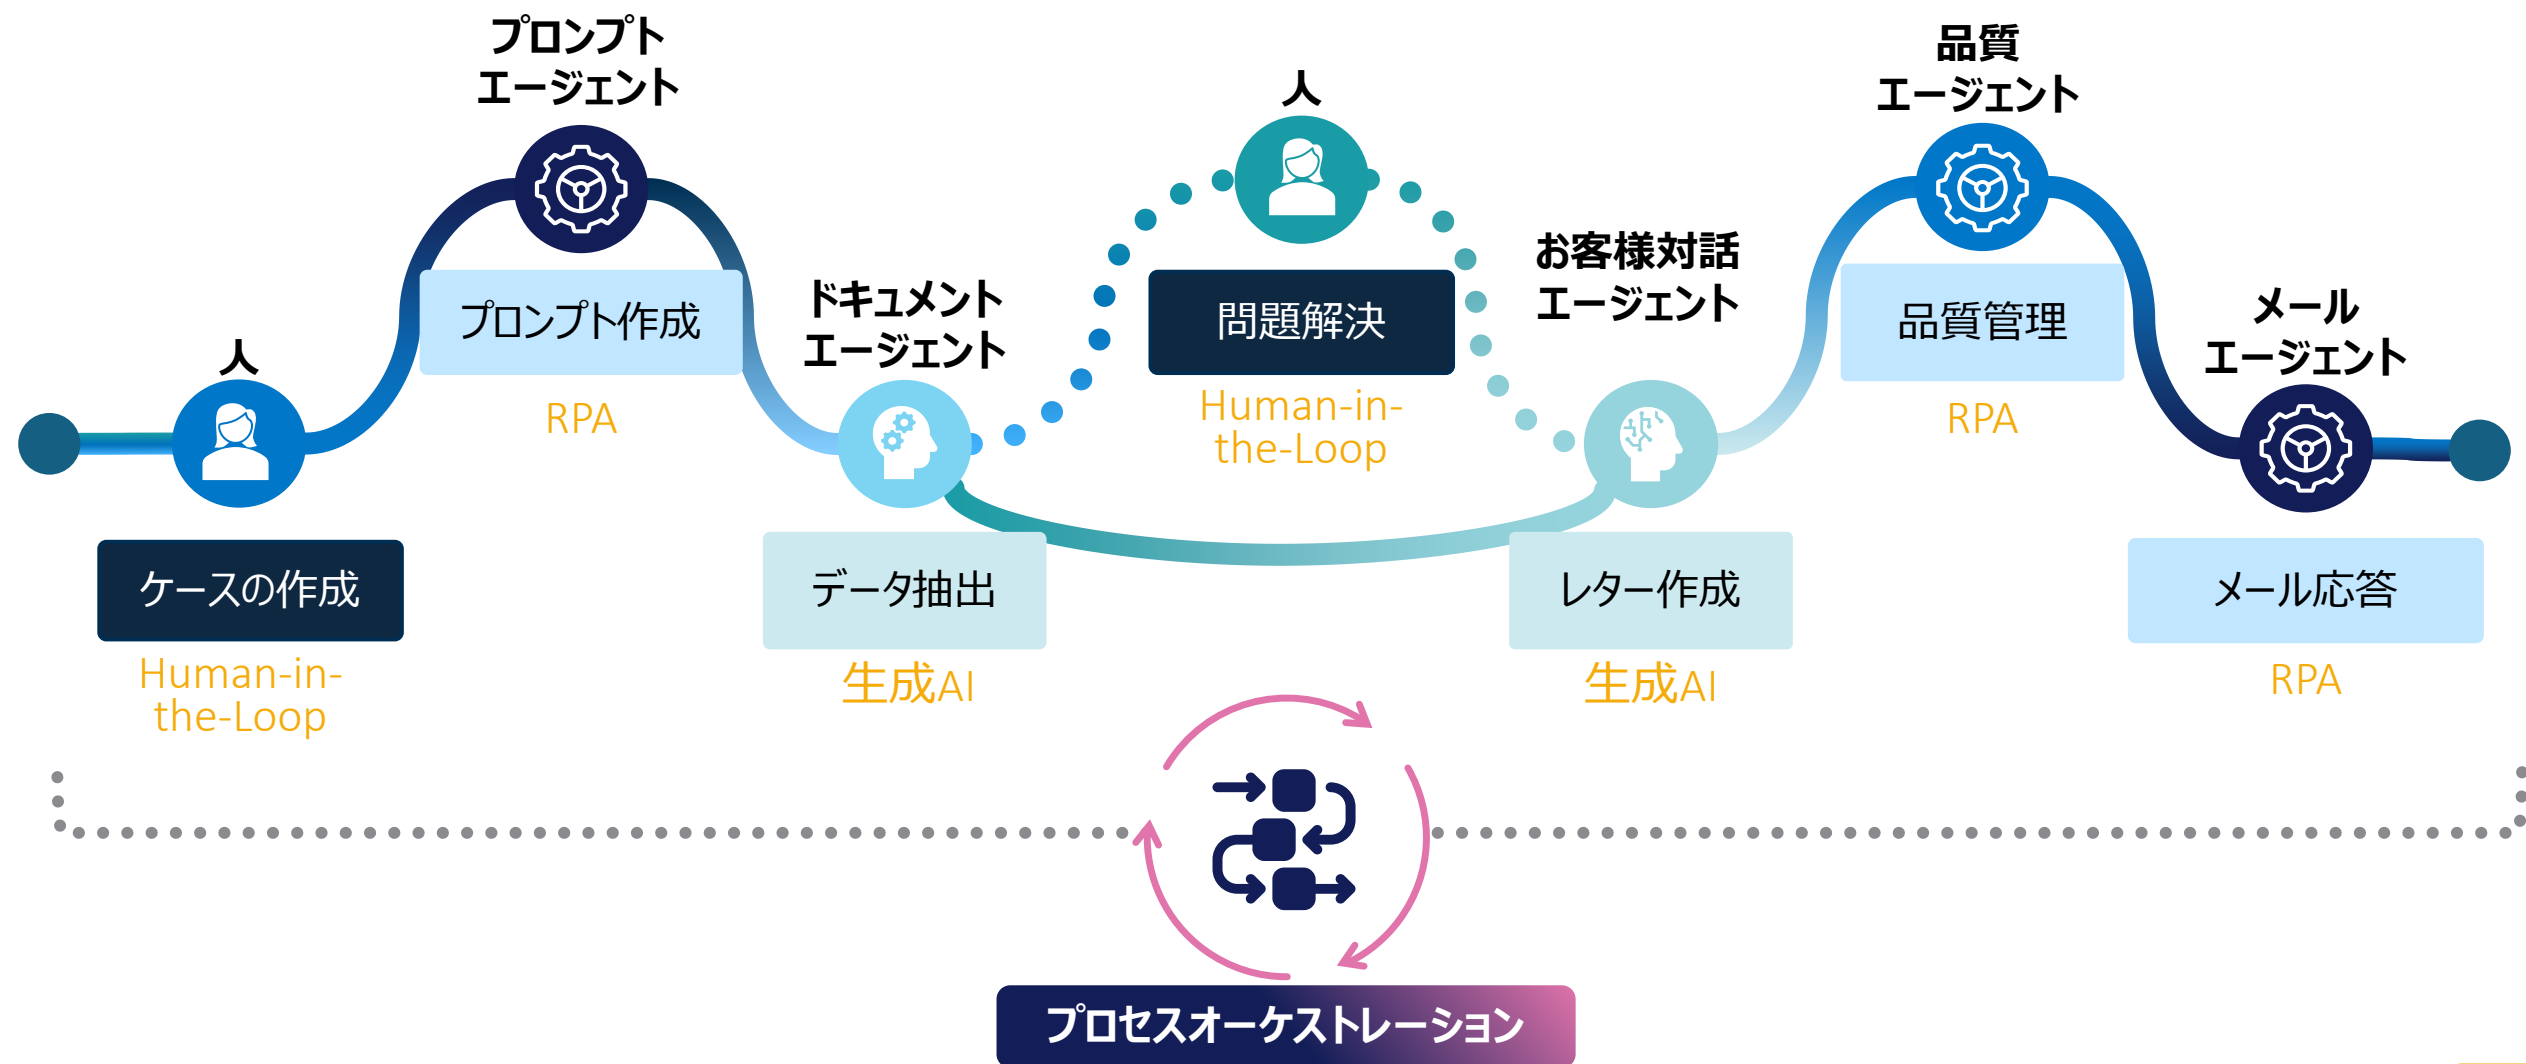 人
ケースの作成
Human-in-
the-Loop
プロンプト
エージェント
プロンプト作成
RPA
ドキュメント
エージェント
データ抽出
生成AI
人
問題解決
Human-in-
the-Loop
お客様対話
エージェント
レター作成
生成AI
品質
エージェント
品質管理
RPA
メール
エージェント
メール応答
RPA
プロセスオーケストレーション